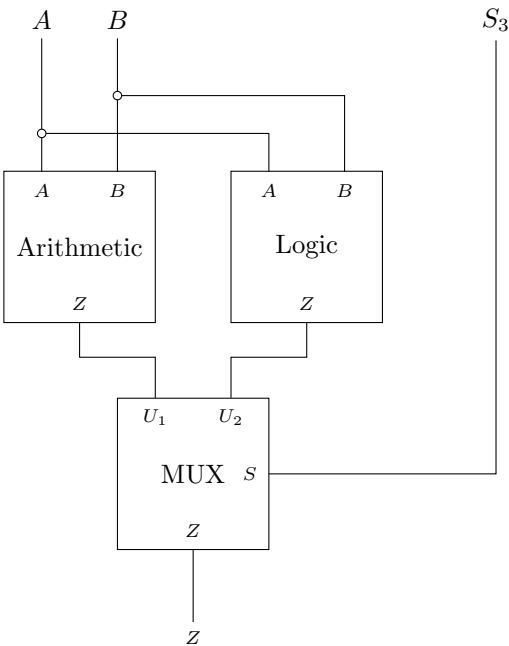 A B S₃
A B A B
Arithmetic Logic
Z Z
U₁ U₂
MUX S
Z
Z